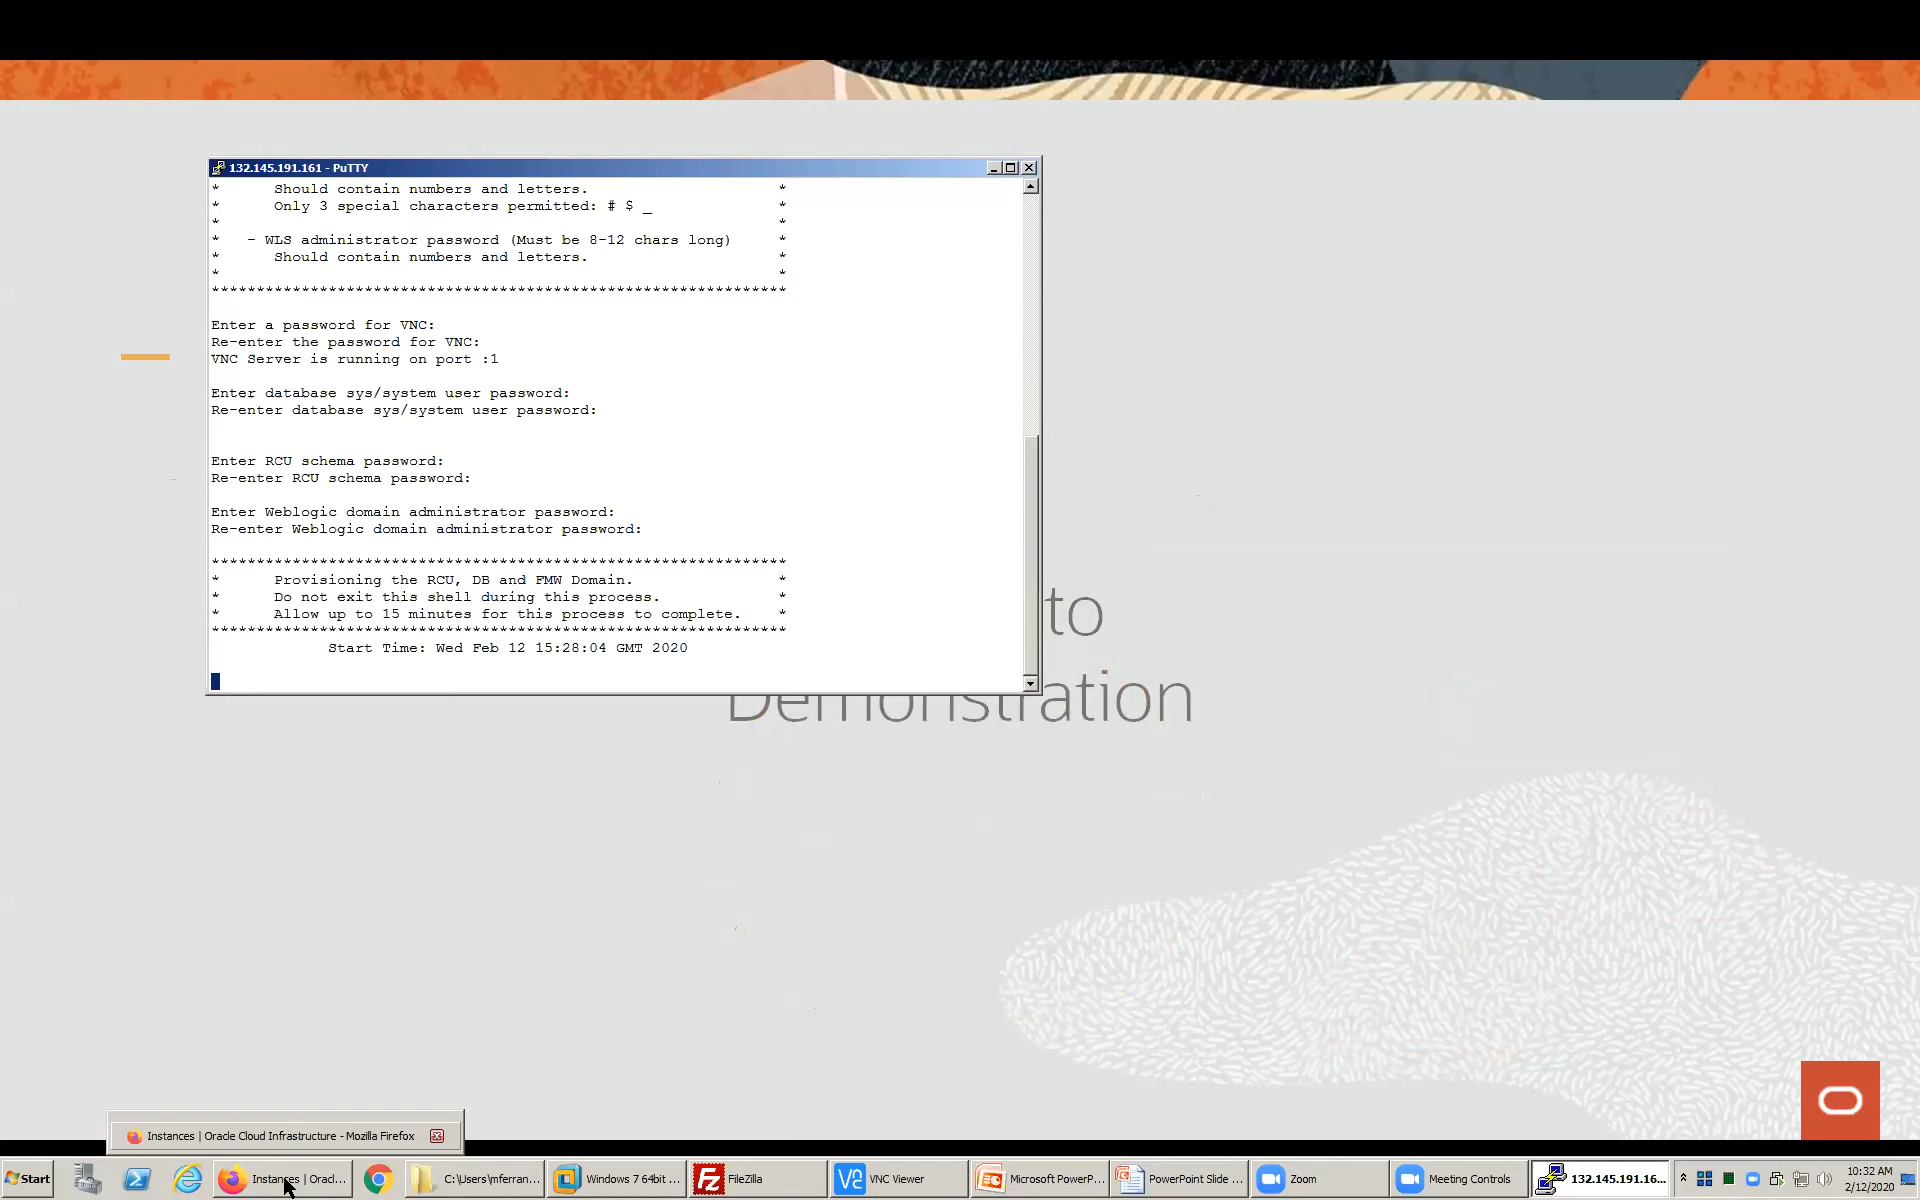 132.145.191.161 - PuTTY
* Should contain numbers and letters. *
* Only 3 special characters permitted: # $ _ *
* *
* - WLS administrator password (Must be 8-12 chars long) *
* Should contain numbers and letters. *
* *
****************************************************************
Enter a password for VNC:
Re-enter the password for VNC:
VNC Server is running on port :1
Enter database sys/system user password:
Re-enter database sys/system user password:
Enter RCU schema password:
Re-enter RCU schema password:
Enter Weblogic domain administrator password:
Re-enter Weblogic domain administrator password:
****************************************************************
* Provisioning the RCU, DB and FMW Domain. *
* Do not exit this shell during this process. *
* Allow up to 15 minutes for this process to complete. *
****************************************************************
Start Time: Wed Feb 12 15:28:04 GMT 2020
to
Demonstration
Instances | Oracle Cloud Infrastructure - Mozilla Firefox
Start
Instances | Oracl...
C:\Users\mferran...
Windows 7 64bit ...
FileZilla
VNC Viewer
Microsoft PowerP...
PowerPoint Slide ...
Zoom
Meeting Controls
132.145.191.16...
10:32 AM
2/12/2020